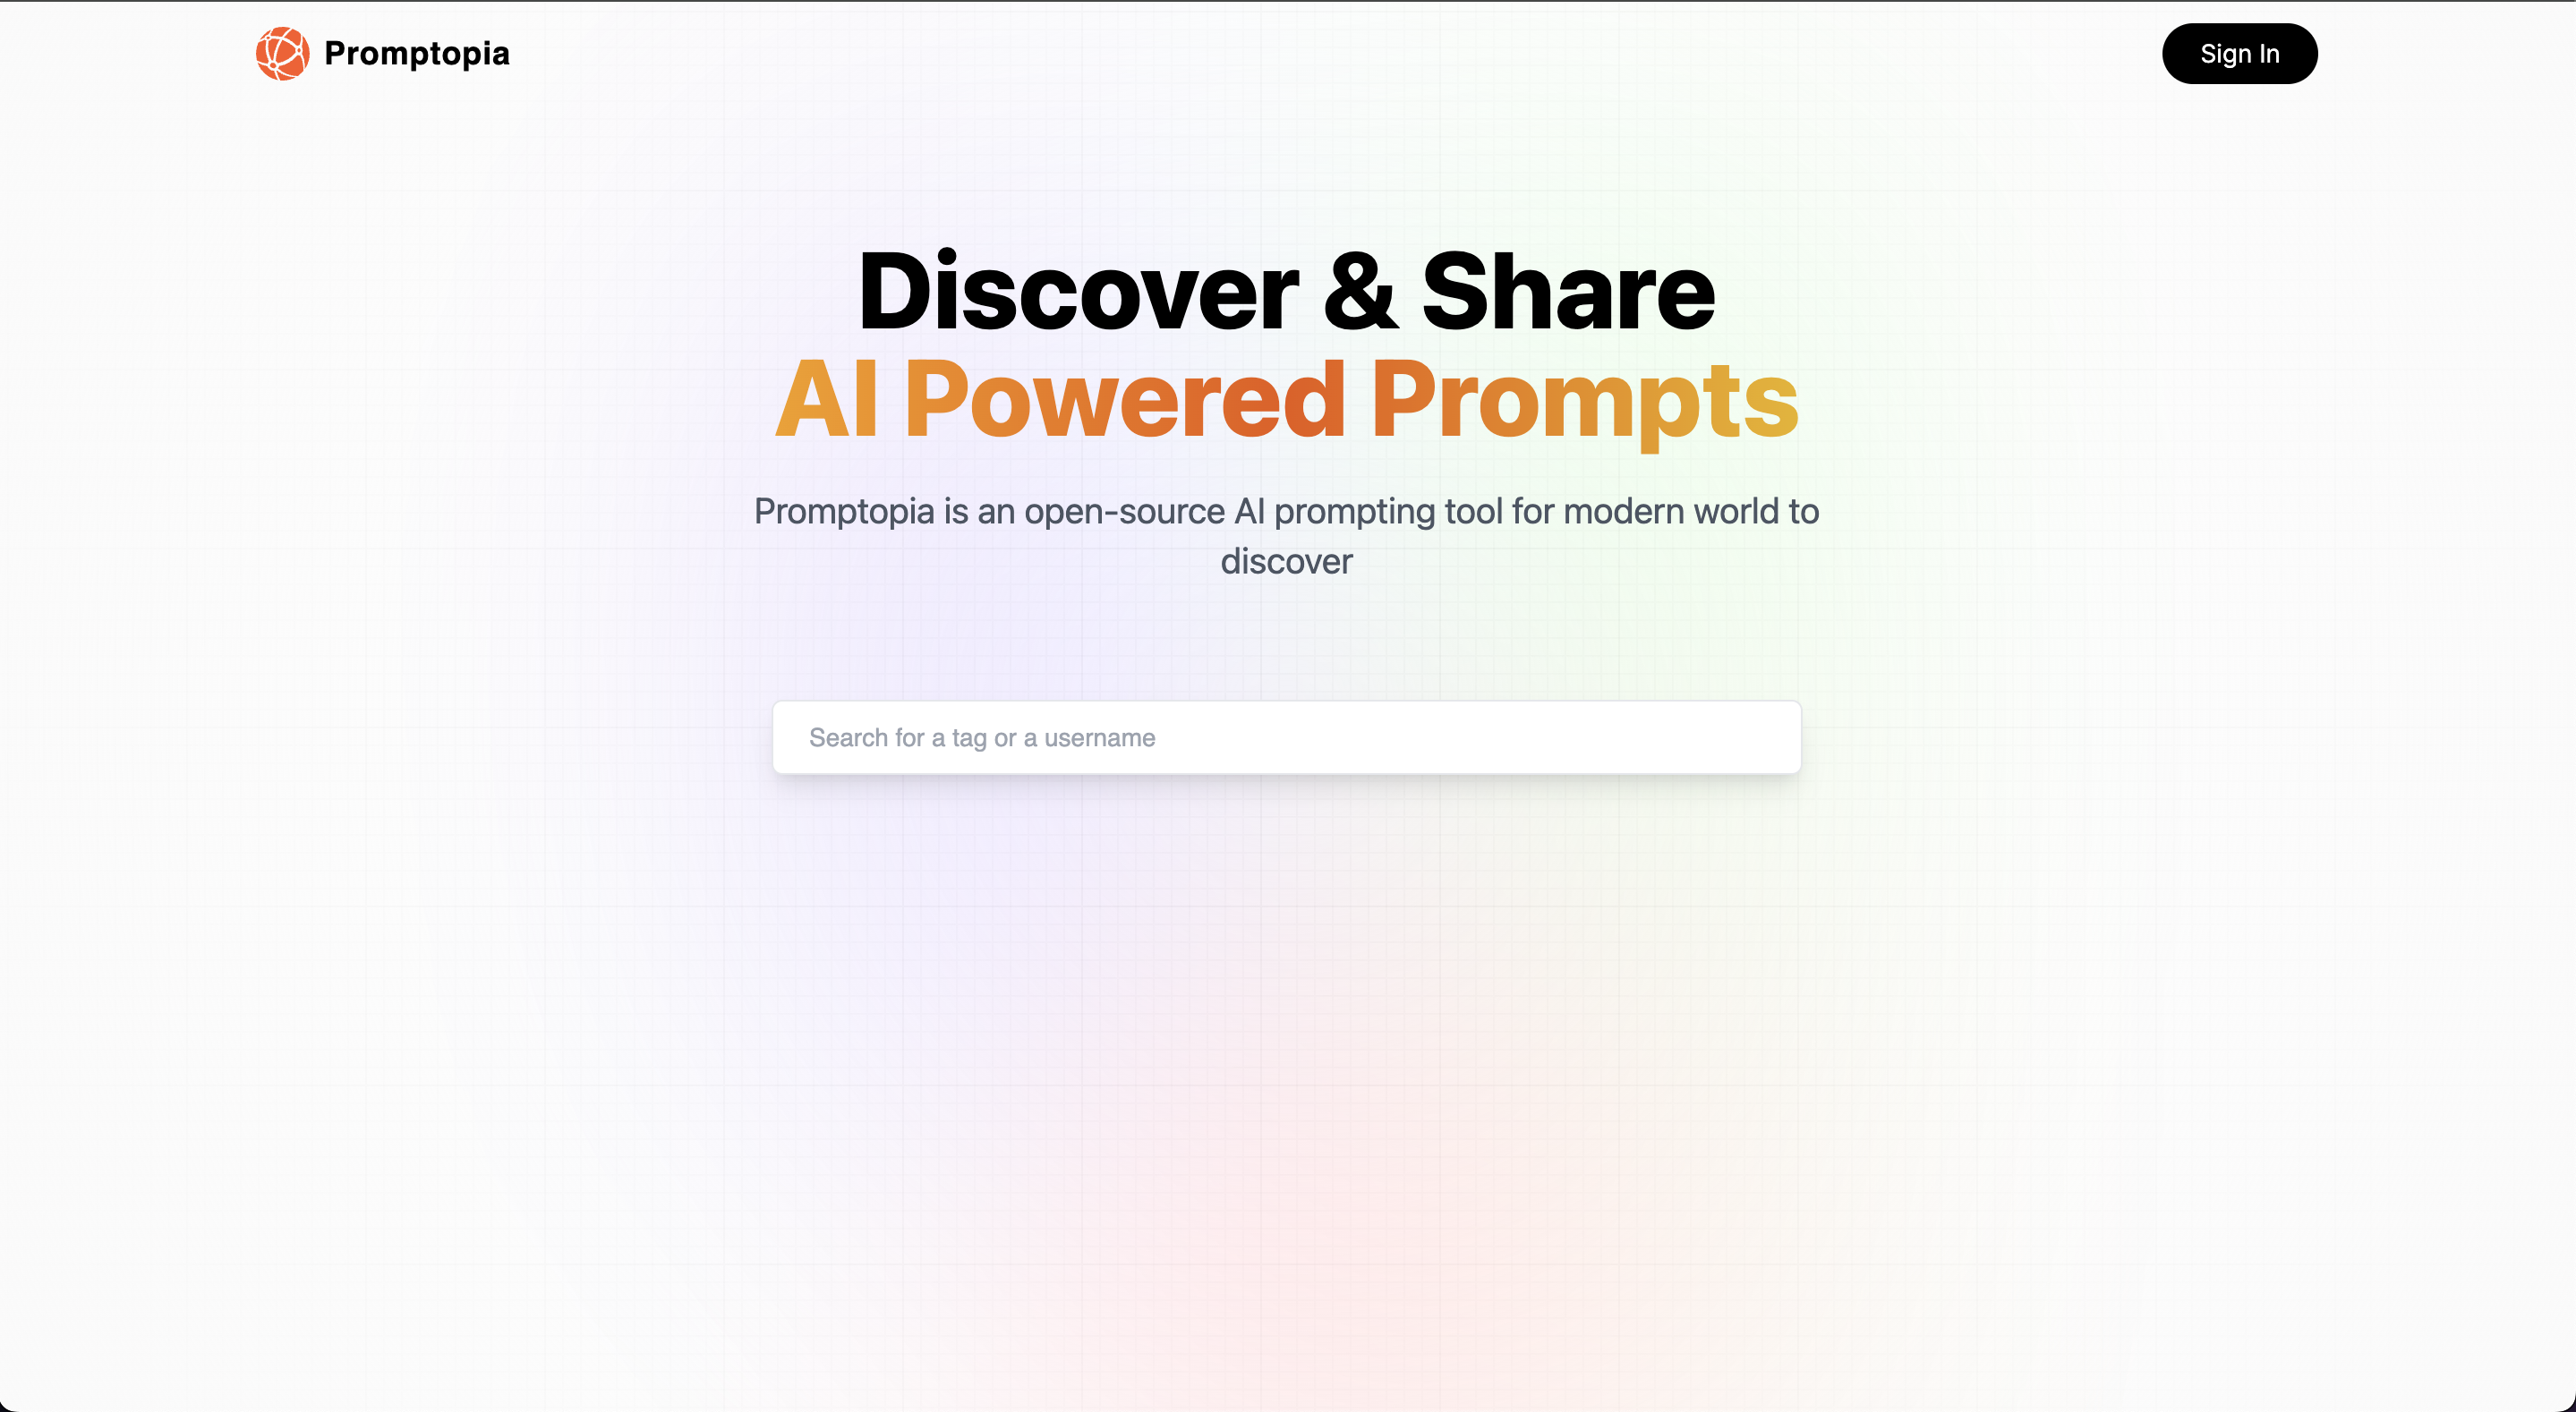 Promptopia
Sign In
Discover & Share
AI Powered Prompts
Promptopia is an open-source AI prompting tool for modern world to
discover
Search for a tag or a username